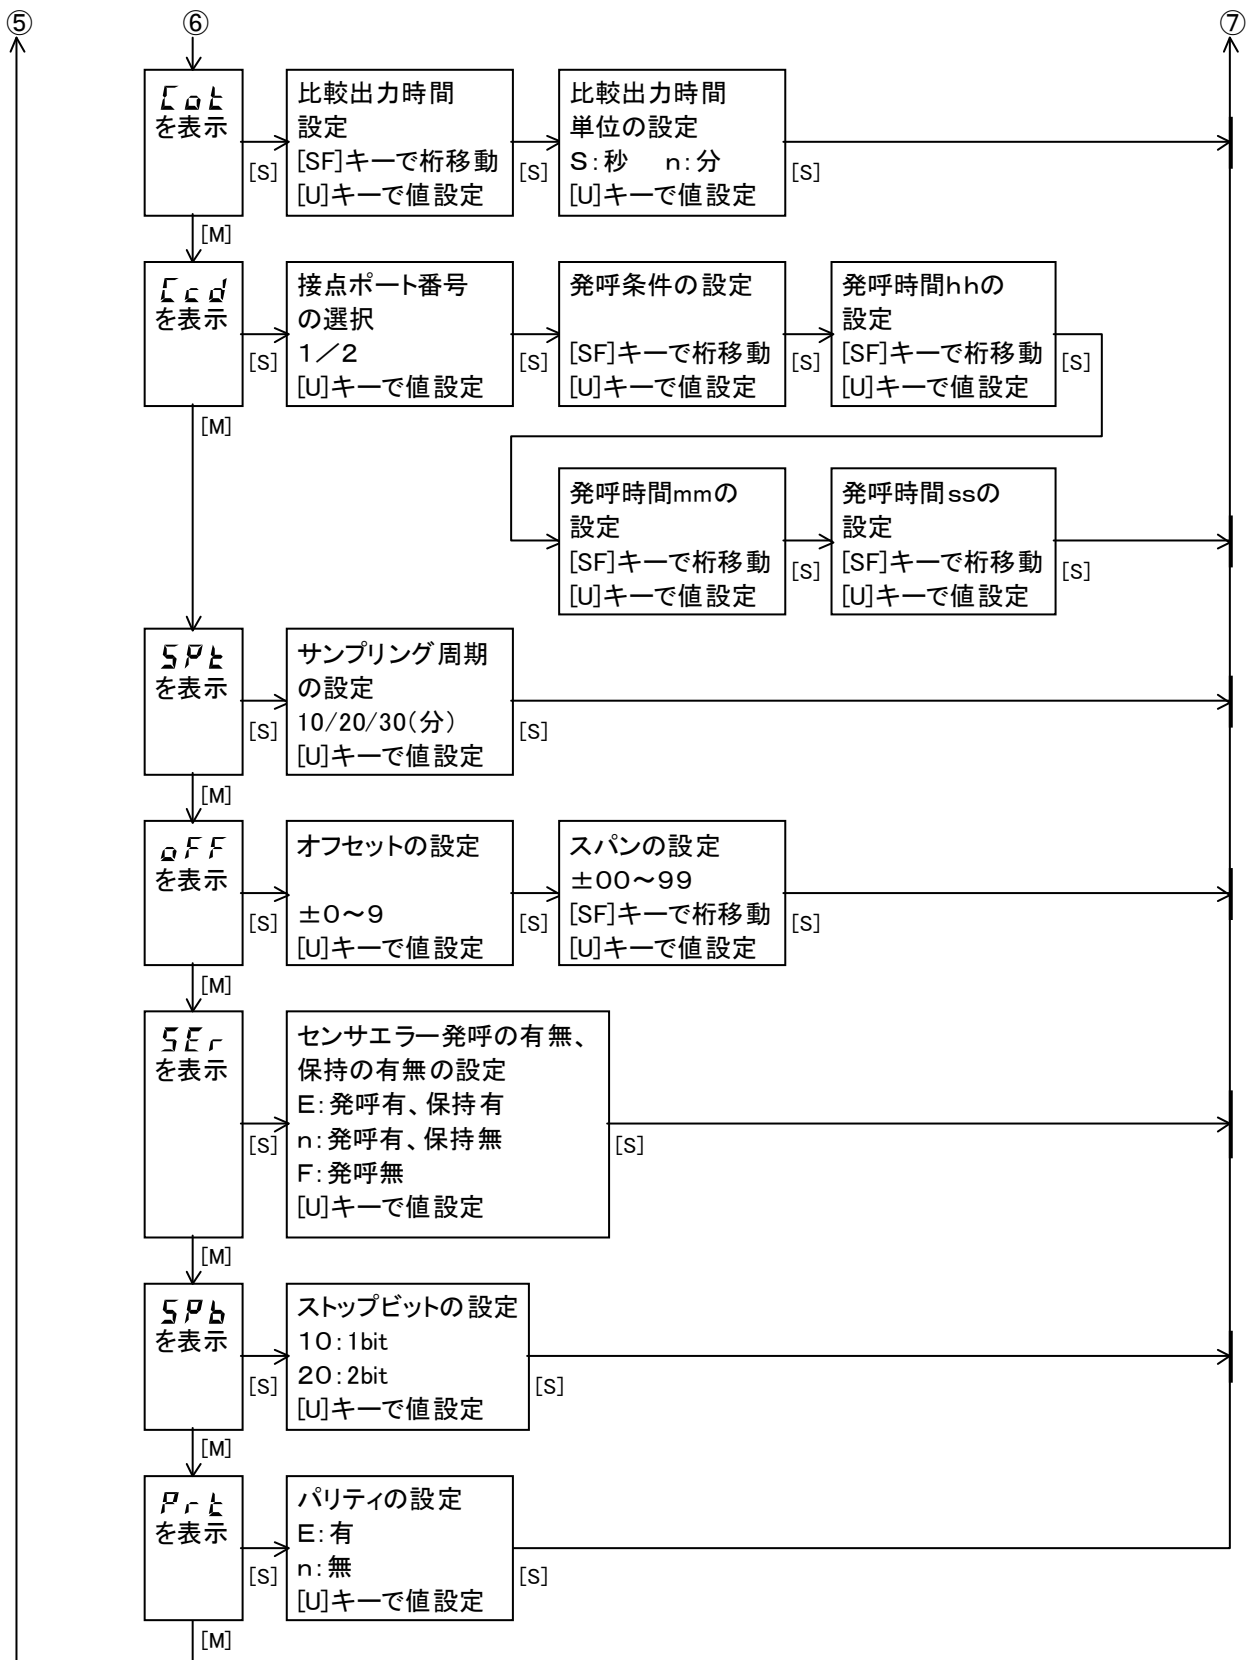 ⑤
⑥
⑦
Cot
を表示
[S]
比較出力時間
設定
[SF]キーで桁移動
[U]キーで値設定
[S]
比較出力時間
単位の設定
S:秒 n:分
[U]キーで値設定
[S]
[M]
Ccd
を表示
[S]
接点ポート番号
の選択
1/2
[U]キーで値設定
[S]
発呼条件の設定
[SF]キーで桁移動
[U]キーで値設定
[S]
発呼時間hhの
設定
[SF]キーで桁移動
[U]キーで値設定
[S]
[M]
発呼時間mmの
設定
[SF]キーで桁移動
[U]キーで値設定
[S]
発呼時間ssの
設定
[SF]キーで桁移動
[U]キーで値設定
[S]
SPt
を表示
[S]
サンプリング周期
の設定
10/20/30(分)
[U]キーで値設定
[S]
[M]
oFF
を表示
[S]
オフセットの設定
±0~9
[U]キーで値設定
[S]
スパンの設定
±00~99
[SF]キーで桁移動
[U]キーで値設定
[S]
[M]
SEr
を表示
[S]
センサエラー発呼の有無、
保持の有無の設定
E:発呼有、保持有
n:発呼有、保持無
F:発呼無
[U]キーで値設定
[S]
[M]
SPb
を表示
[S]
ストップビットの設定
10:1bit
20:2bit
[U]キーで値設定
[S]
[M]
Prt
を表示
[S]
パリティの設定
E:有
n:無
[U]キーで値設定
[S]
[M]